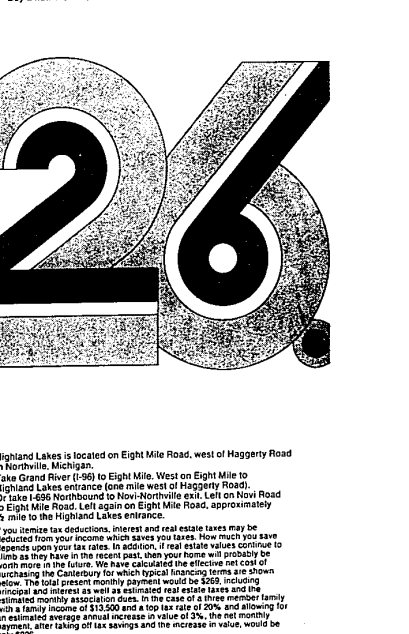 26.
ighland Lakes is located on Eight Mile Road, west of Haggerty Road
n Northville, Michigan.
ake Grand River (I-96) to Eight Mile. West on Eight Mile to
ighland Lakes entrance (one mile west of Haggerty Road).
Or take I-696 Northbound to Novi-Northville exit. Left on Novi Road
o Eight Mile Road. Left again on Eight Mile Road, approximately
½ mile to the Highland Lakes entrance.
f you itemize tax deductions, interest and real estate taxes may be
deducted from your income which saves you taxes. How much you save
depends upon your tax rates. In addition, if real estate values continue to
climb as they have in the recent past, then your home will probably be
worth more in the future. We have calculated the effective net cost of
purchasing the Canterbury for which typical financing terms are shown
below. The total present monthly payment would be $269, including
principal and interest as well as estimated real estate taxes and the
estimated monthly association dues. In the case of a three member family
with a family income of $13,500 and a top tax rate of 20% and allowing for
an estimated average annual increase in value of 3%, the net monthly
payment, after taking off tax savings and the increase in value, would be